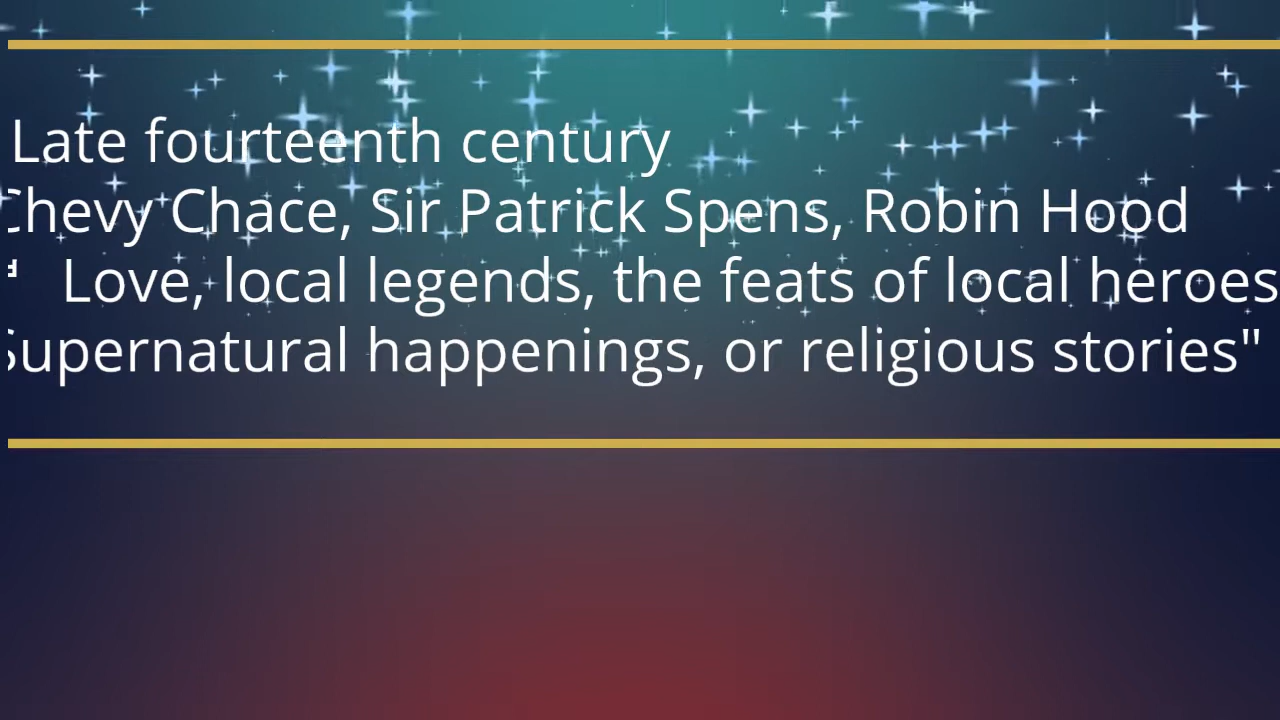 Late fourteenth century
Chevy Chace, Sir Patrick Spens, Robin Hood
" Love, local legends, the feats of local heroes
Supernatural happenings, or religious stories"